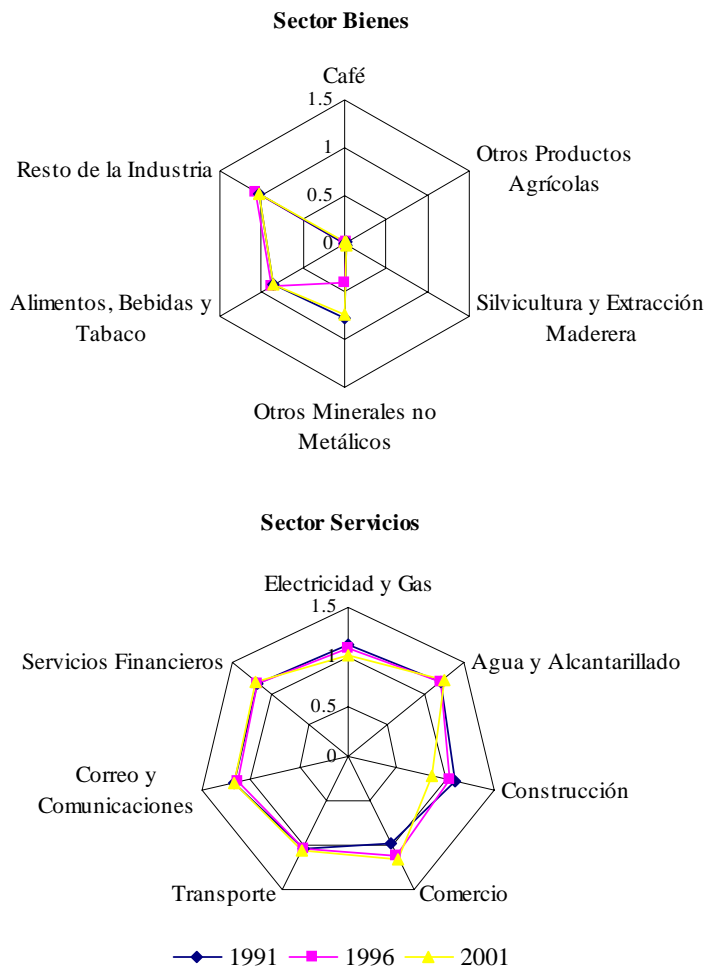 Sector Bienes
Café
1.5
1
0.5
0
Otros Productos
Agrícolas
Resto de la Industria
Alimentos, Bebidas y
Tabaco
Silvicultura y Extracción
Maderera
Otros Minerales no
Metálicos
Sector Servicios
Electricidad y Gas
1.5
1
0.5
0
Servicios Financieros
Agua y Alcantarillado
Correo y
Comunicaciones
Construcción
Transporte
Comercio
1991 1996 2001